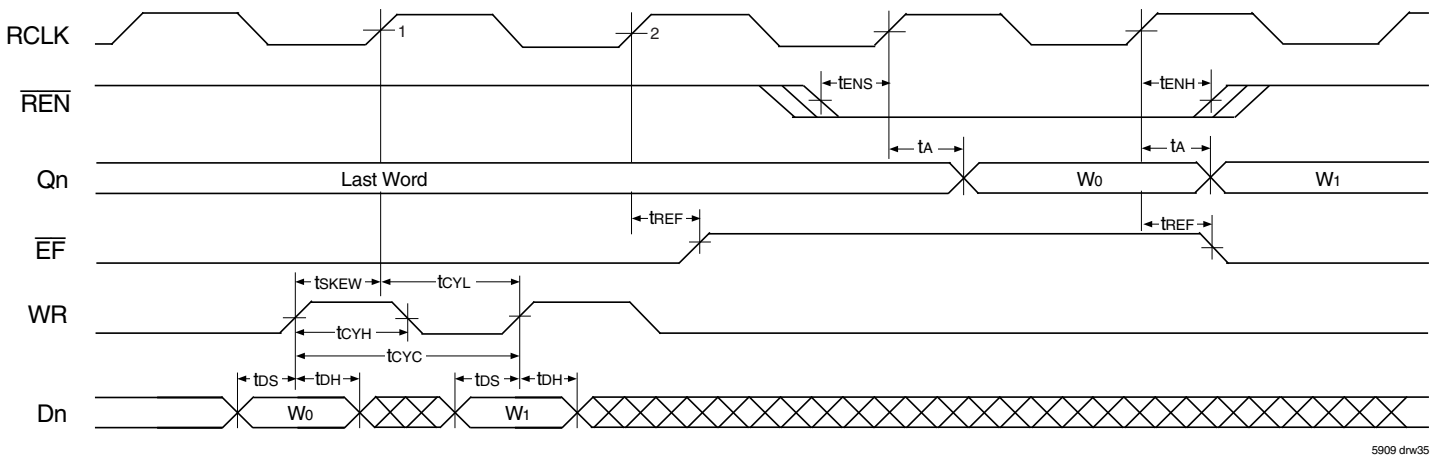 RCLK 1 2
REN tENS tENH
tA tA
Qn Last Word W0 W1
tREF tREF
EF
tSKEW tCYL
WR
tCYH
tCYC
tDS tDH tDS tDH
Dn W0 W1
5909 drw35